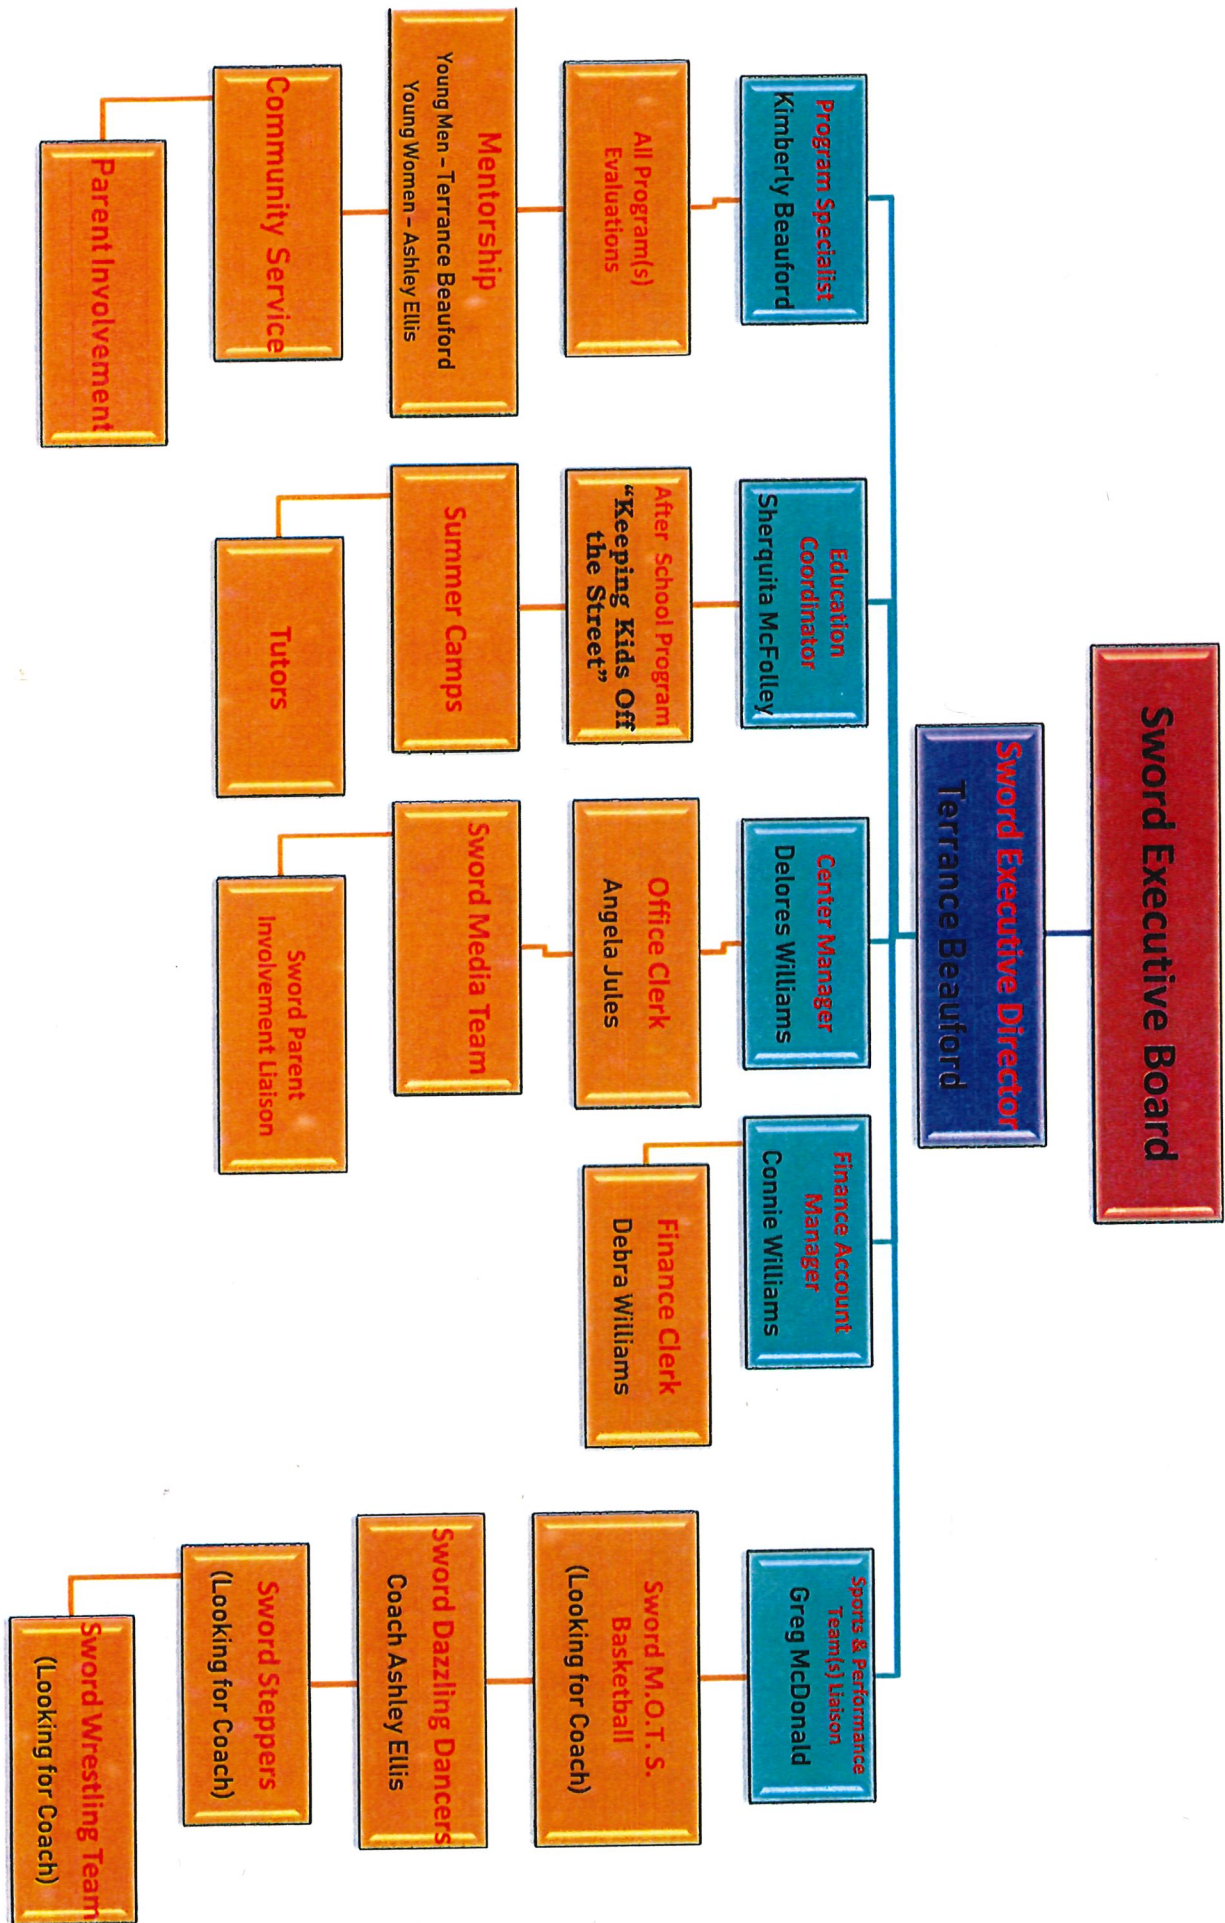 Sword Executive Board
Sword Executive Director
Terrance Beauford
Program Specialist
Kimberly Beauford
All Program(s)
Evaluations
Mentorship
Young Men – Terrance Beauford
Young Women – Ashley Ellis
Community Service
Parent Involvement
Education
Coordinator
Sherquita McFolley
After School Program
“Keeping Kids Off
the Street”
Summer Camps
Tutors
Center Manager
Delores Williams
Office Clerk
Angela Jules
Sword Media Team
Sword Parent
Involvement Liaison
Finance Account
Manager
Connie Williams
Finance Clerk
Debra Williams
Sports & Performance
Team(s) Liaison
Greg McDonald
Sword M.O.T. S.
Basketball
(Looking for Coach)
Sword Dazzling Dancers
Coach Ashley Ellis
Sword Steppers
(Looking for Coach)
Sword Wrestling Team
(Looking for Coach)